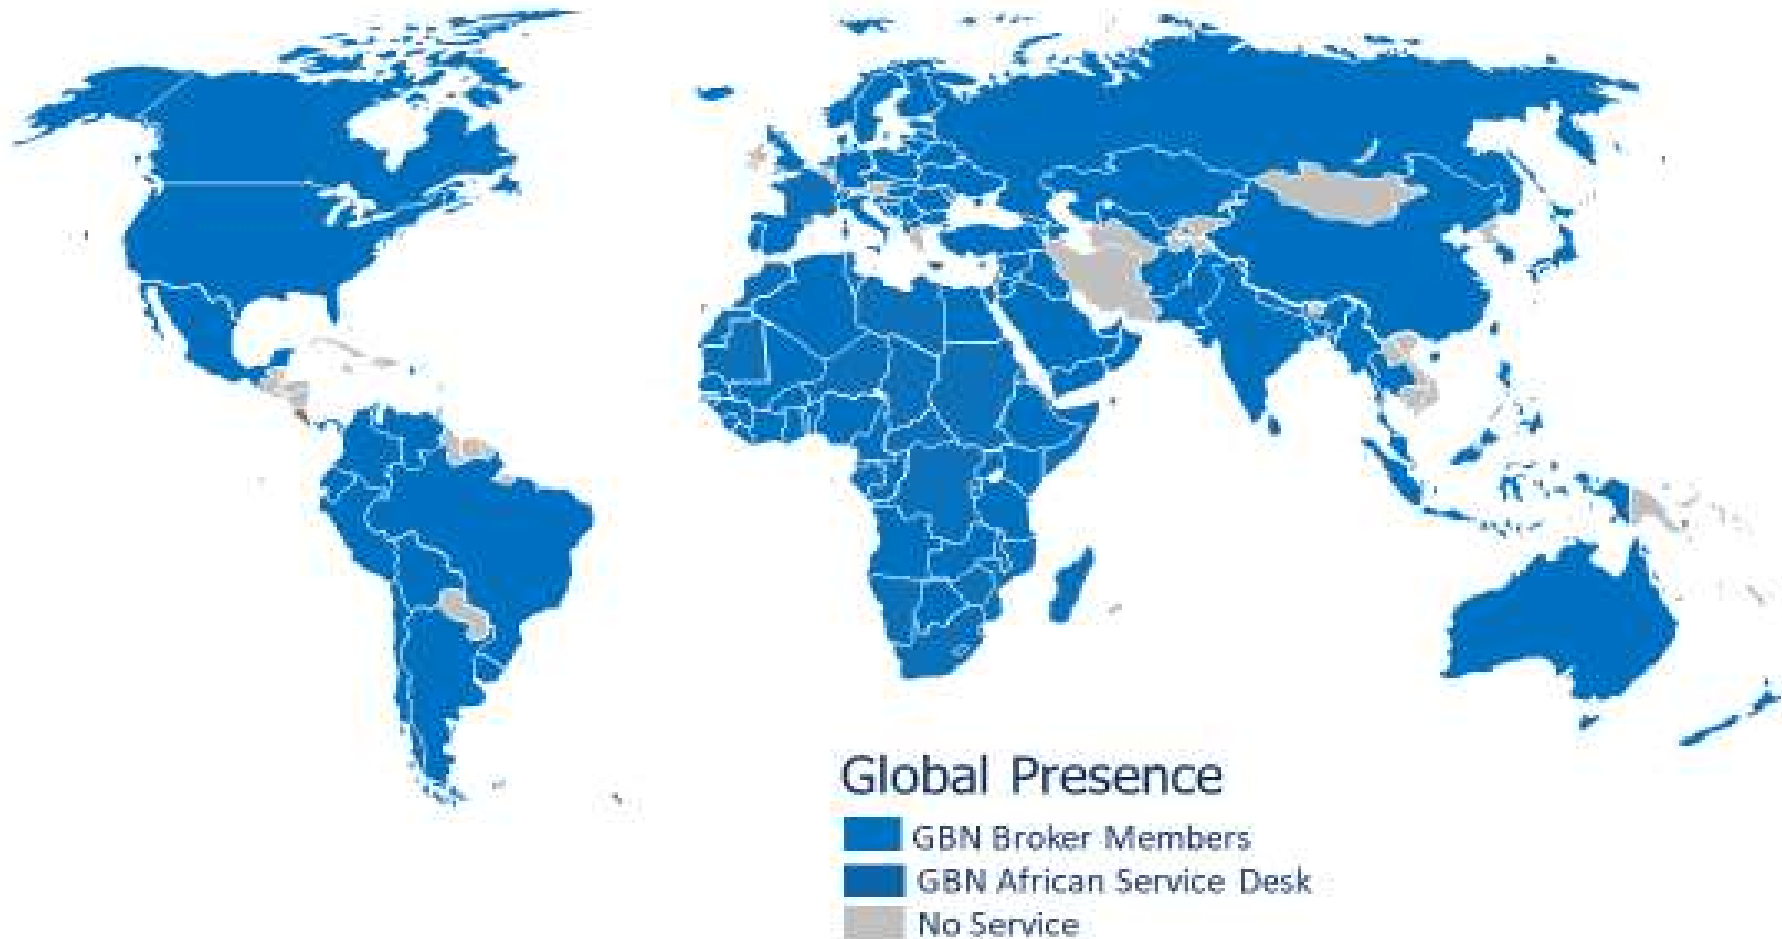 Global Presence
GBN Broker Members
GBN African Service Desk
No Service